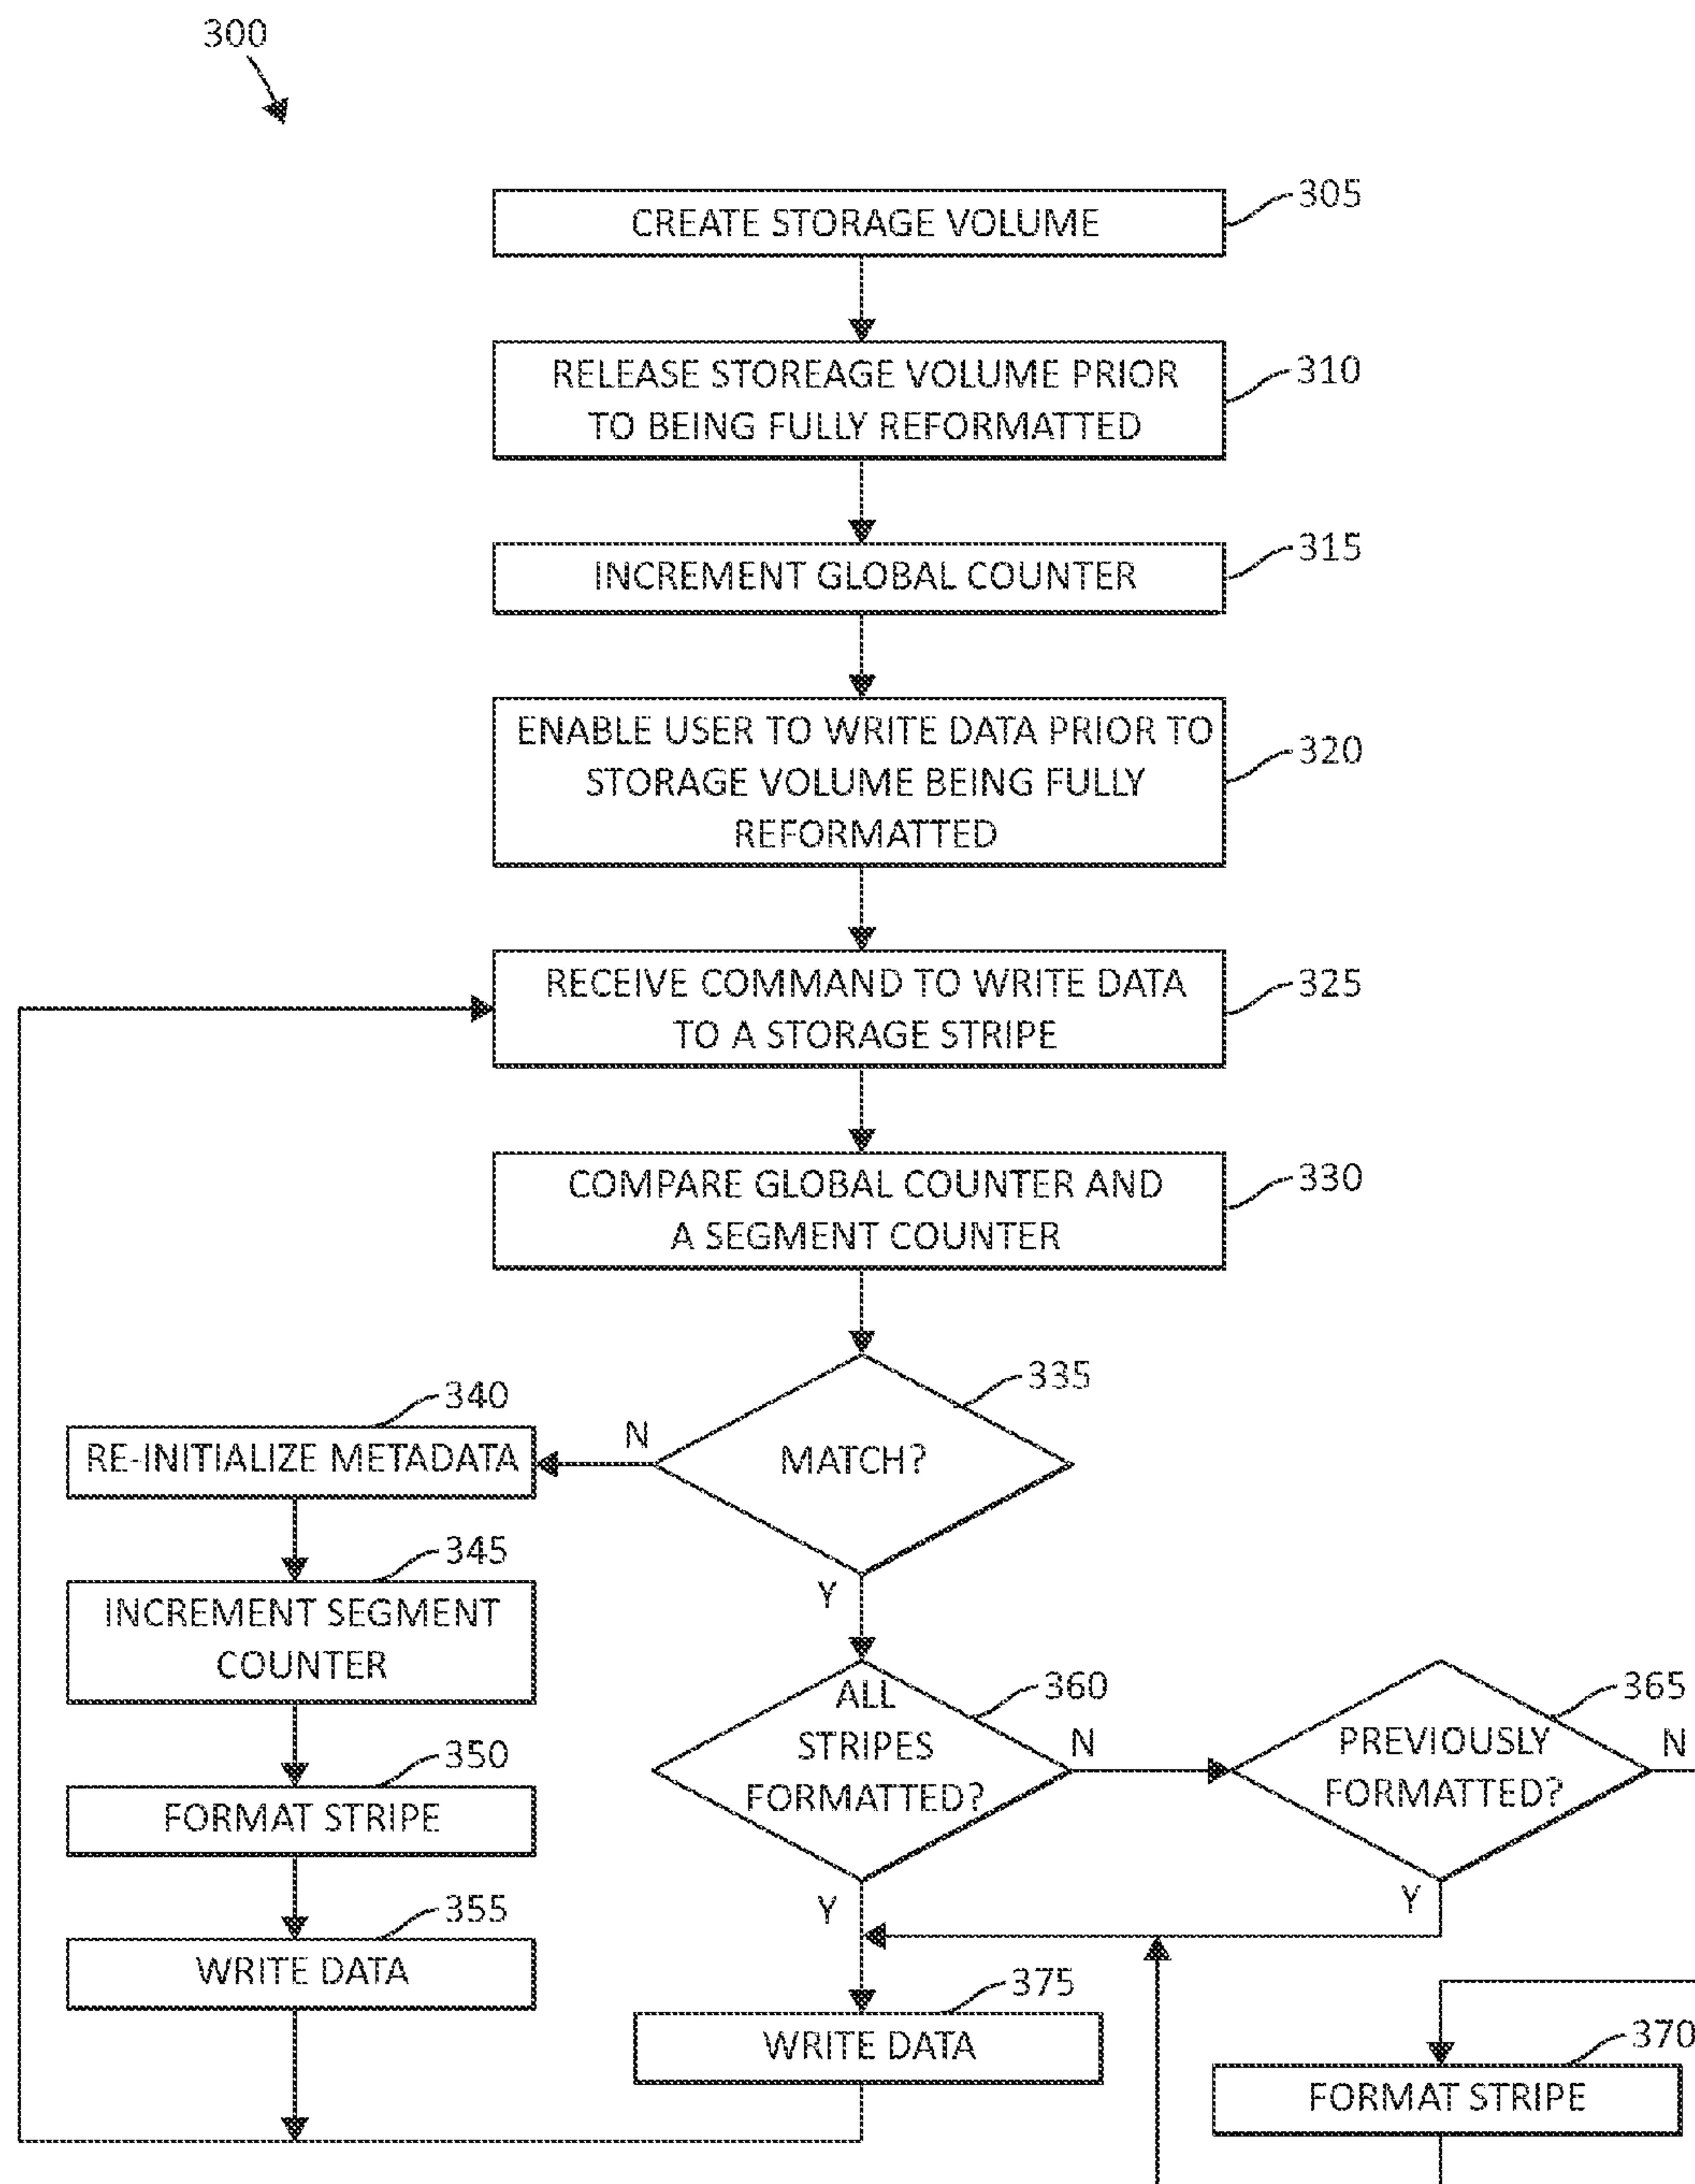 300
CREATE STORAGE VOLUME
305
RELEASE STOREAGE VOLUME PRIOR
TO BEING FULLY REFORMATTED
310
INCREMENT GLOBAL COUNTER
315
ENABLE USER TO WRITE DATA PRIOR TO
STORAGE VOLUME BEING FULLY
REFORMATTED
320
RECEIVE COMMAND TO WRITE DATA
TO A STORAGE STRIPE
325
COMPARE GLOBAL COUNTER AND
A SEGMENT COUNTER
330
MATCH?
335
N
Y
340
RE-INITIALIZE METADATA
345
INCREMENT SEGMENT
COUNTER
350
FORMAT STRIPE
355
WRITE DATA
ALL
STRIPES
FORMATTED?
360
N
Y
PREVIOUSLY
FORMATTED?
365
N
Y
375
WRITE DATA
370
FORMAT STRIPE